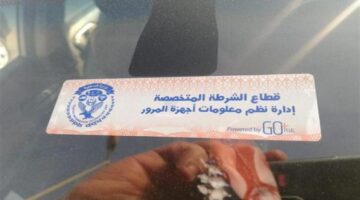 قطاع الشرطة المتخصصة
إدارة نظم معلومات أجهزة المرور
Powered by GO